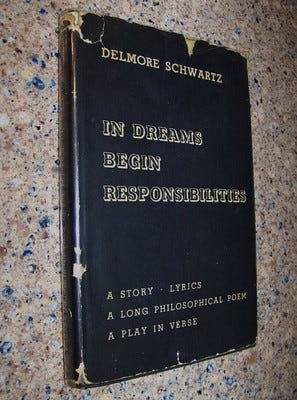 DELMORE SCHWARTZ
IN DREAMS
BEGIN
RESPONSIBILITIES
A STORY · LYRICS
A LONG PHILOSOPHICAL POEM
A PLAY IN VERSE